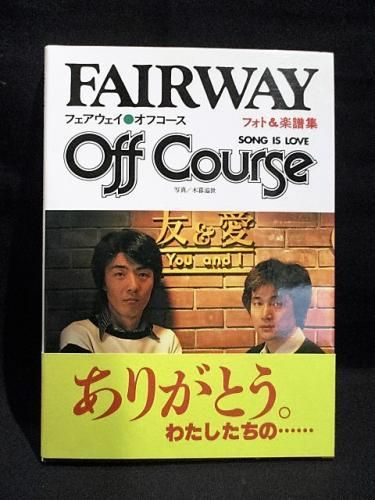 FAIRWAY
フェアウェイ●オフコース
フォト&楽譜集
SONG IS LOVE
Off Course
写真／木暮溢世
友&愛
You and I
ありがとう。
わたしたちの……